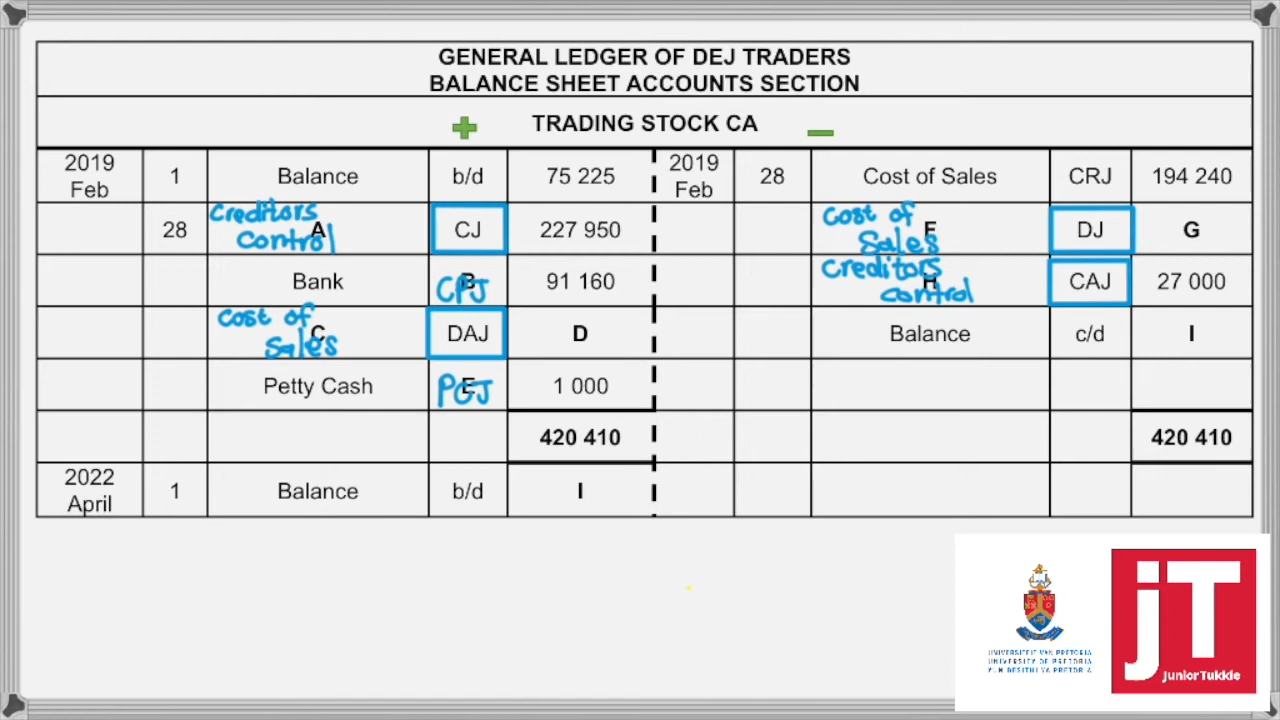 GENERAL LEDGER OF DEJ TRADERS
BALANCE SHEET ACCOUNTS SECTION
TRADING STOCK CA
2019 Feb 1 Balance b/d 75 225 2019 Feb 28 Cost of Sales CRJ 194 240
28 Creditors Control A CJ 227 950 Cost of Sales F DJ G
Bank B CPJ 91 160 Creditors control H CAJ 27 000
Cost of Sales C DAJ D Balance c/d I
Petty Cash E PCJ 1 000
420 410 420 410
2022 April 1 Balance b/d I
UNIVERSITEIT VAN PRETORIA
UNIVERSITY OF PRETORIA
YUNIBESITHI YA PRETORIA
jT
JuniorTukkie